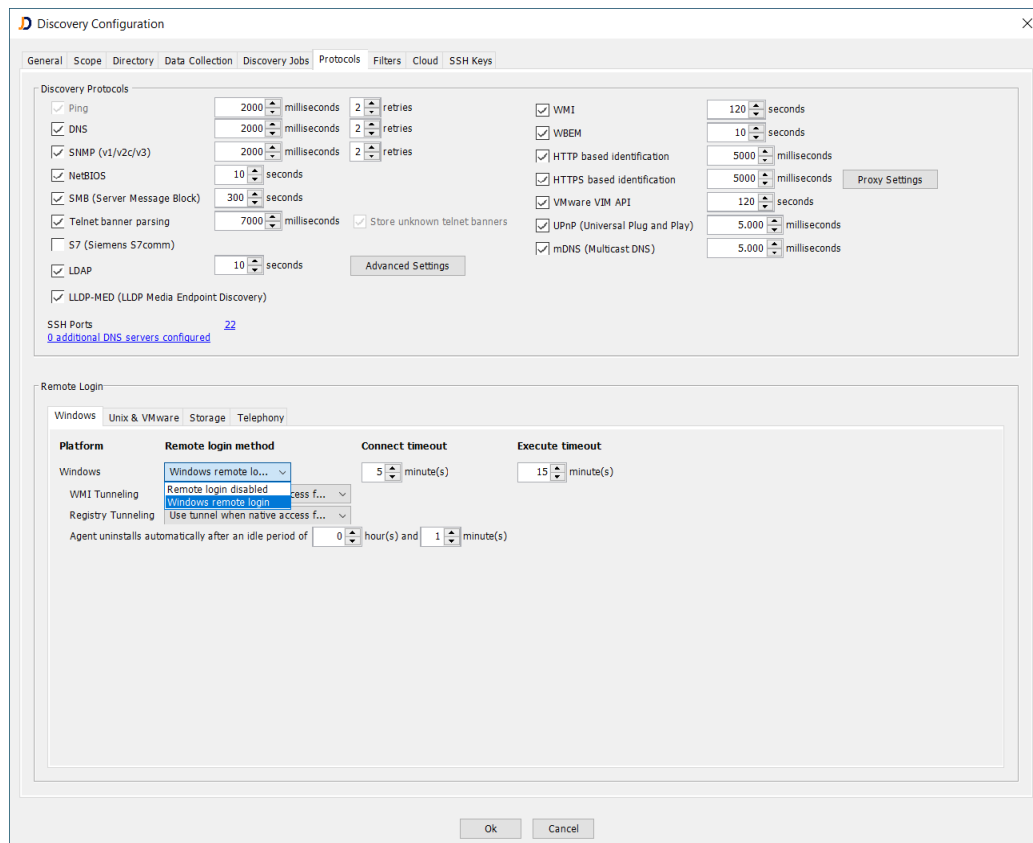 Discovery Configuration
General Scope Directory Data Collection Discovery Jobs Protocols Filters Cloud SSH Keys
Discovery Protocols
Ping 2000 milliseconds 2 retries
DNS 2000 milliseconds 2 retries
SNMP (v1/v2c/v3) 2000 milliseconds 2 retries
NetBIOS 10 seconds
SMB (Server Message Block) 300 seconds
Telnet banner parsing 7000 milliseconds Store unknown telnet banners
S7 (Siemens S7comm)
LDAP 10 seconds Advanced Settings
LLDP-MED (LLDP Media Endpoint Discovery)
SSH Ports 22
0 additional DNS servers configured
WMI 120 seconds
WBEM 10 seconds
HTTP based identification 5000 milliseconds
HTTPS based identification 5000 milliseconds Proxy Settings
VMware VIM API 120 seconds
UPnP (Universal Plug and Play) 5.000 milliseconds
mDNS (Multicast DNS) 5.000 milliseconds
Remote Login
Windows Unix & VMware Storage Telephony
Platform Remote login method Connect timeout Execute timeout
Windows Windows remote lo... 5 minute(s) 15 minute(s)
Remote login disabled
WMI Tunneling cess f...
Windows remote login
Registry Tunneling Use tunnel when native access f...
Agent uninstalls automatically after an idle period of 0 hour(s) and 1 minute(s)
Ok Cancel